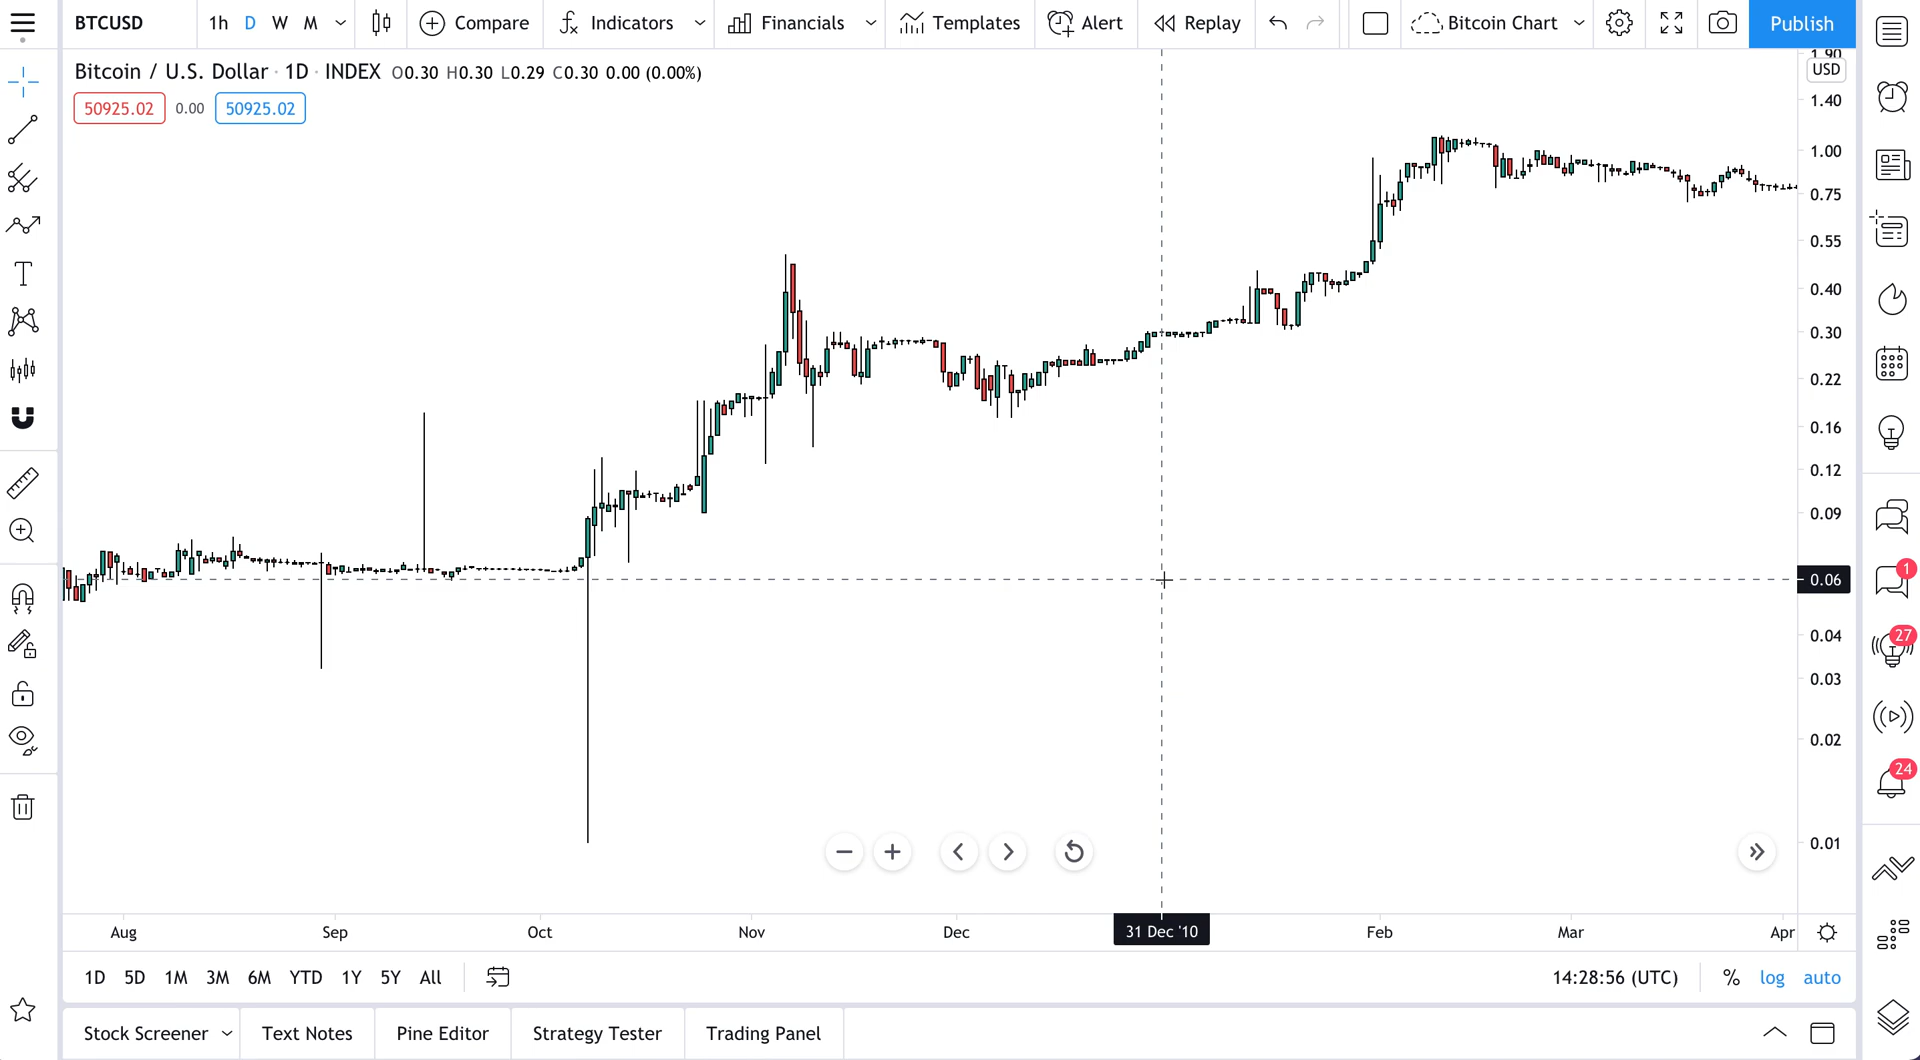 BTCUSD 1h D W M Compare Indicators Financials Templates Alert Replay Bitcoin Chart Publish
Bitcoin / U.S. Dollar · 1D · INDEX O0.30 H0.30 L0.29 C0.30 0.00 (0.00%)
50925.02 0.00 50925.02
1.90
USD
1.40
1.00
0.75
0.55
0.40
0.30
0.22
0.16
0.12
0.09
0.06
0.04
0.03
0.02
0.01
1
27
24
Aug Sep Oct Nov Dec 31 Dec '10 Feb Mar Apr
1D 5D 1M 3M 6M YTD 1Y 5Y All 14:28:56 (UTC) % log auto
Stock Screener Text Notes Pine Editor Strategy Tester Trading Panel